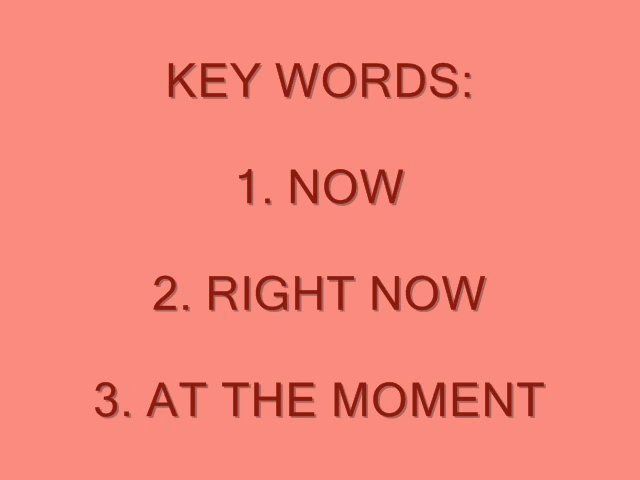 KEY WORDS:
1. NOW
2. RIGHT NOW
3. AT THE MOMENT